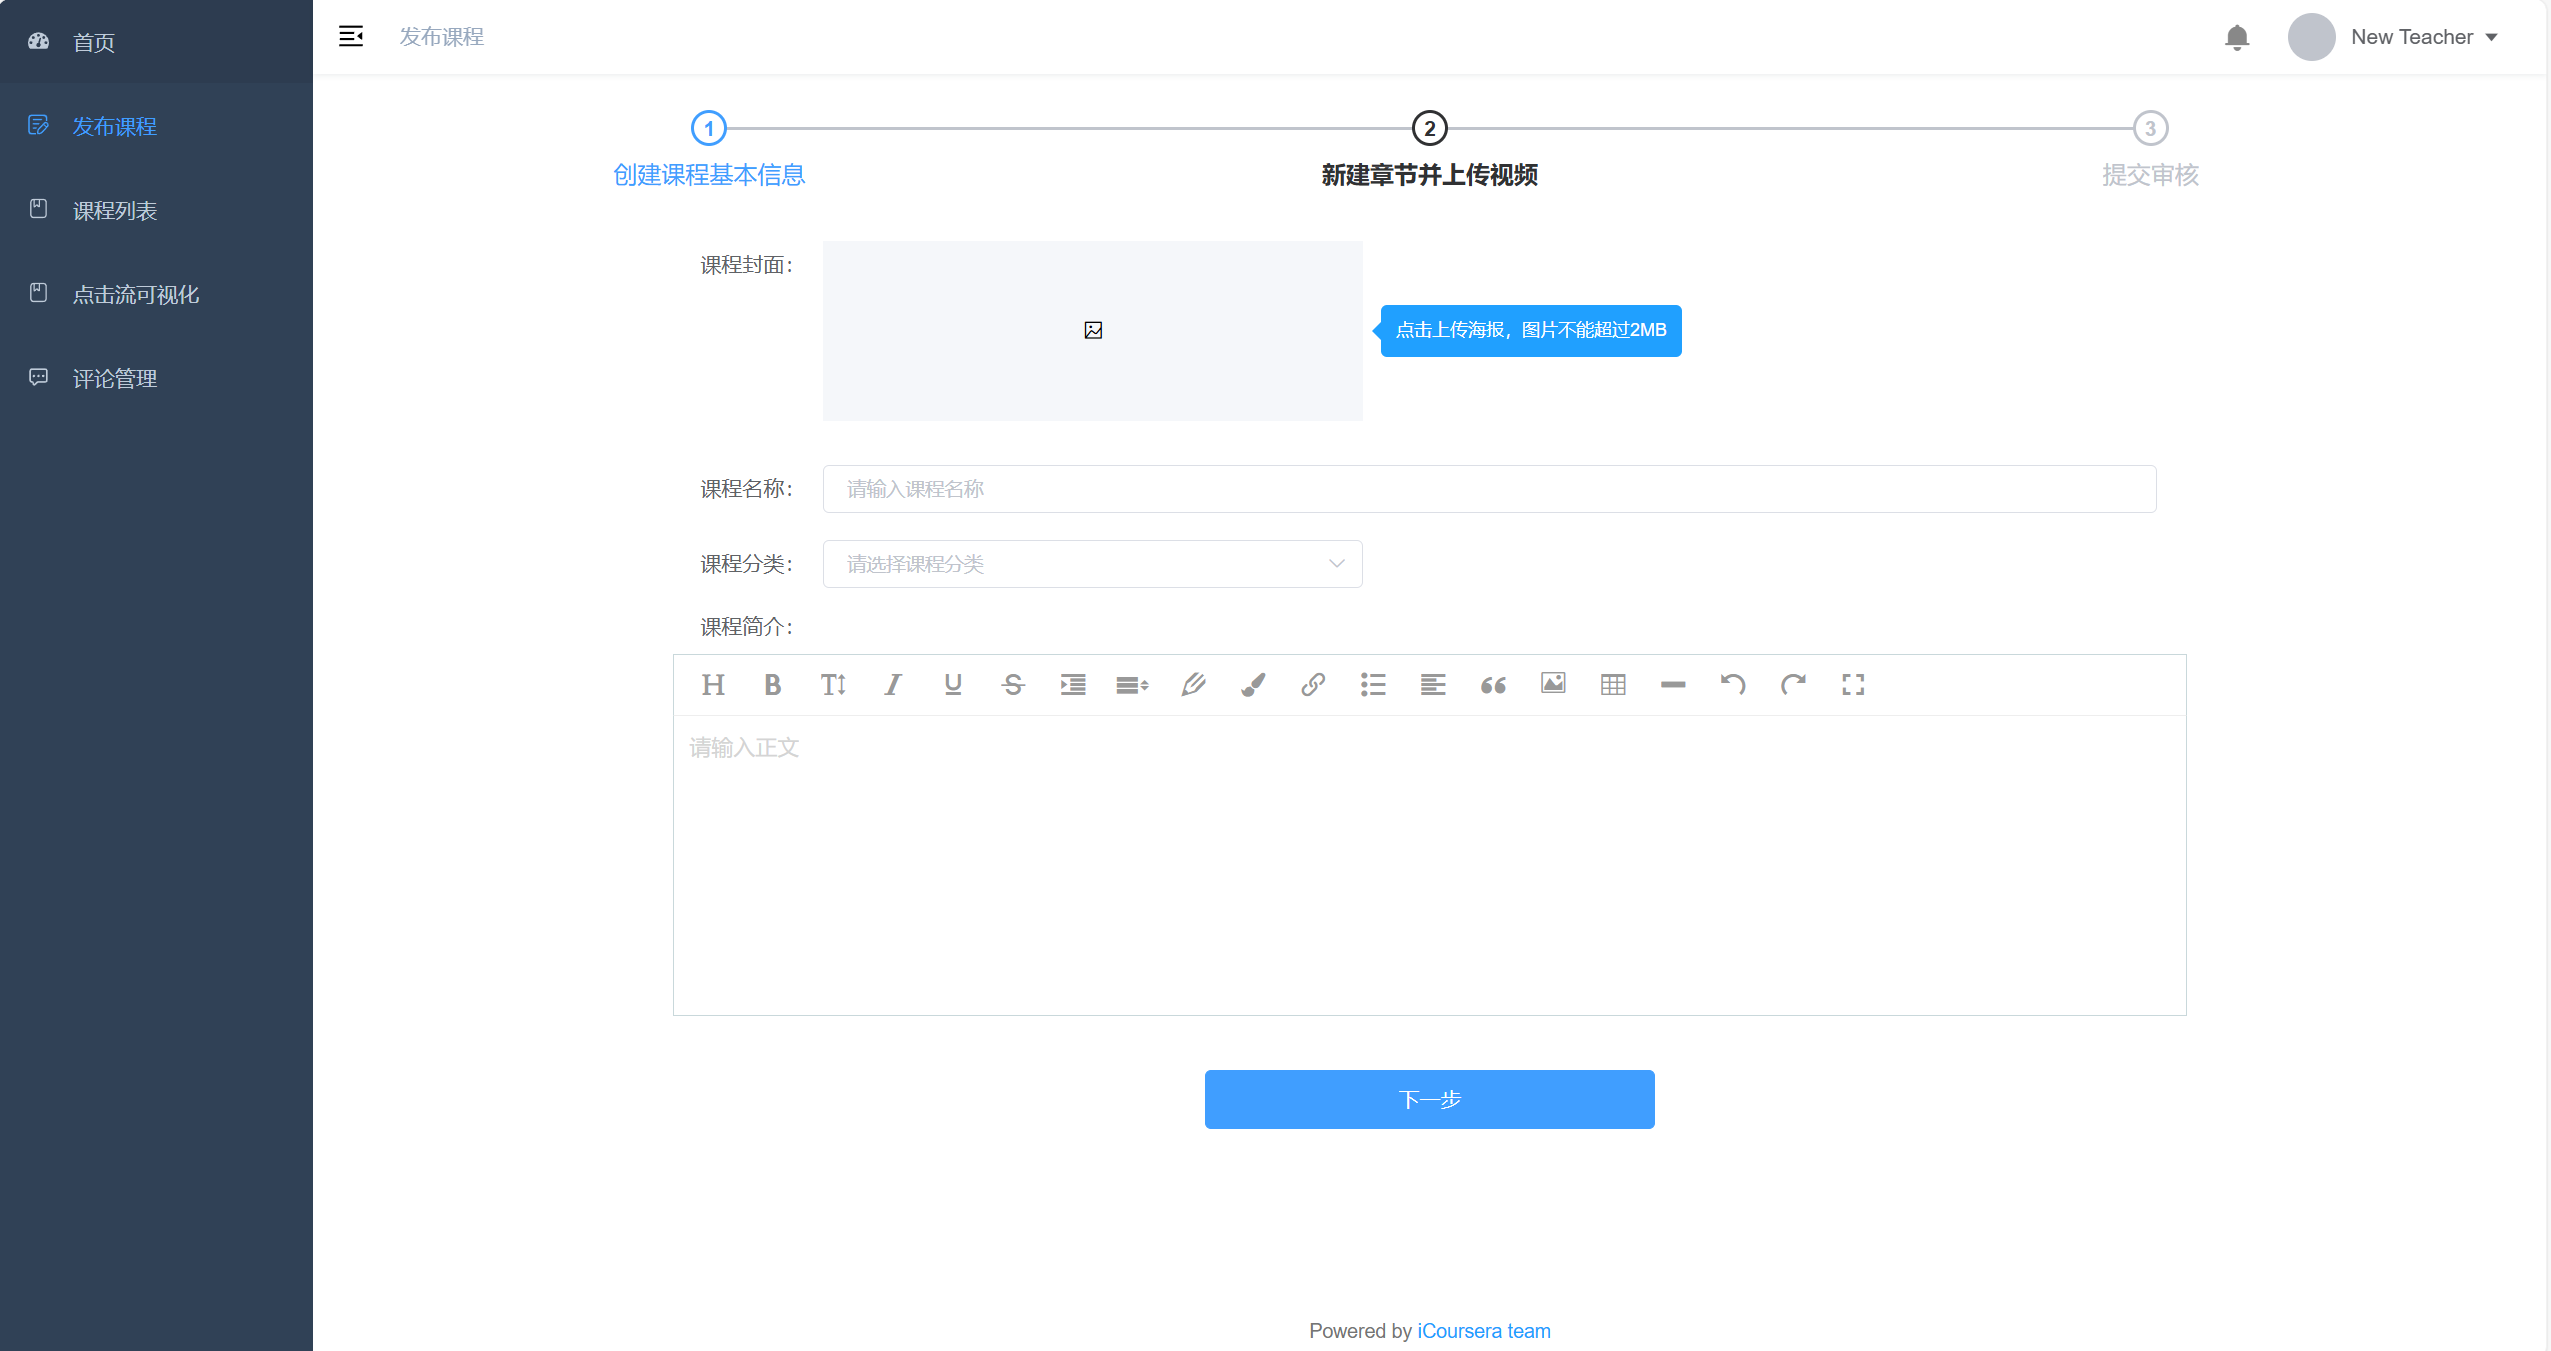 首页
发布课程
课程列表
点击流可视化
评论管理
发布课程
New Teacher
1
2
3
创建课程基本信息
新建章节并上传视频
提交审核
课程封面：
点击上传海报，图片不能超过2MB
课程名称：
请输入课程名称
课程分类：
请选择课程分类
课程简介：
请输入正文
下一步
Powered by iCoursera team